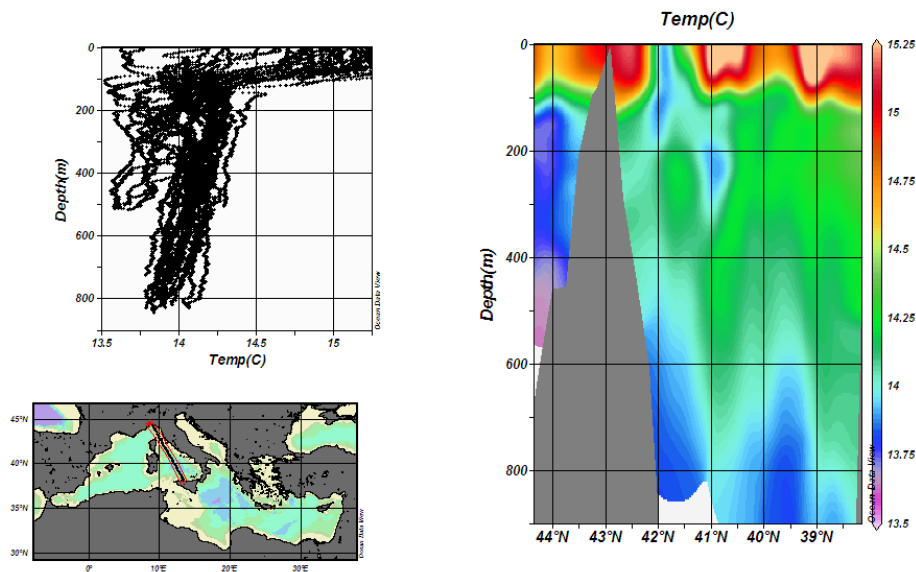 0
200
400
600
800
Depth(m)
13.5
14
14.5
15
Temp(C)
Ocean Data View
45°N
40°N
35°N
30°N
0°
10°E
20°E
30°E
Ocean Data View
Temp(C)
0
200
400
600
800
Depth(m)
44°N
43°N
42°N
41°N
40°N
39°N
Ocean Data View
15.25
15
14.75
14.5
14.25
14
13.75
13.5